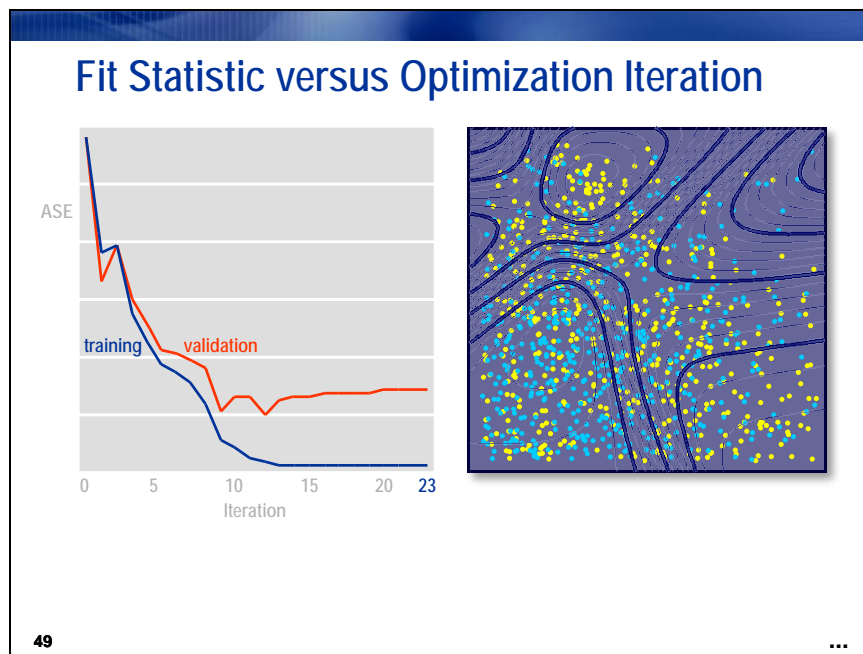 Fit Statistic versus Optimization Iteration
ASE
training validation
0 5 10 15 20 23
Iteration
49
...